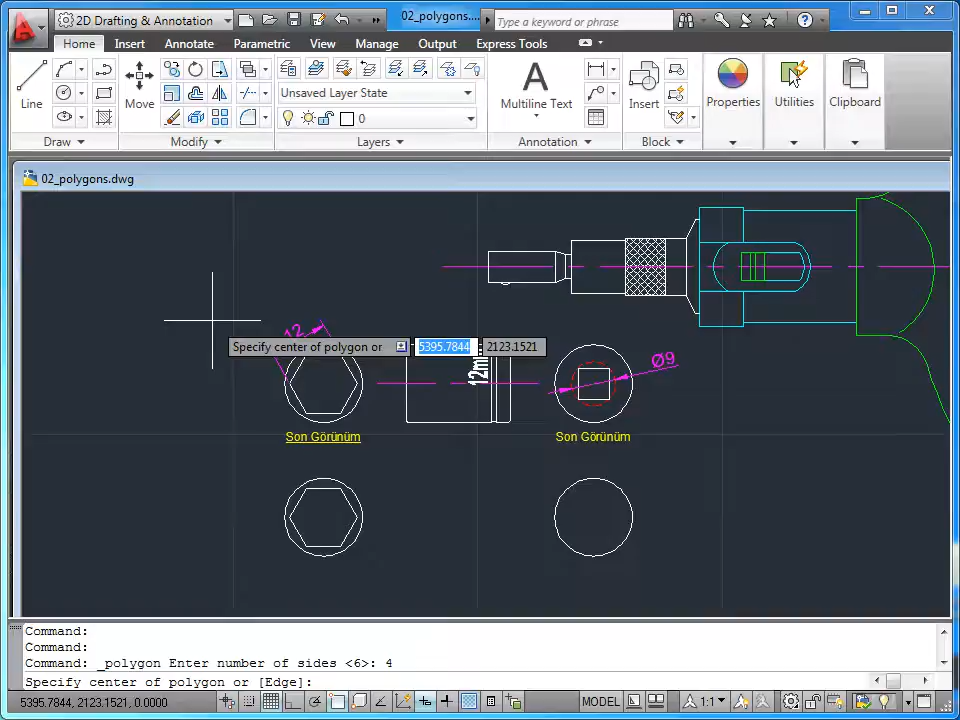 2D Drafting & Annotation
02_polygons....
Type a keyword or phrase
Home Insert Annotate Parametric View Manage Output Express Tools
Line
Move
Unsaved Layer State
0
Multiline Text
Insert
Properties
Utilities
Clipboard
Draw Modify Layers Annotation Block
02_polygons.dwg
12
Specify center of polygon or 5395.7844 2123.1521
Ø9
Son Görünüm Son Görünüm
Command:
Command:
Command: _polygon Enter number of sides <6>: 4
Specify center of polygon or [Edge]:
5395.7844, 2123.1521, 0.0000
MODEL
1:1